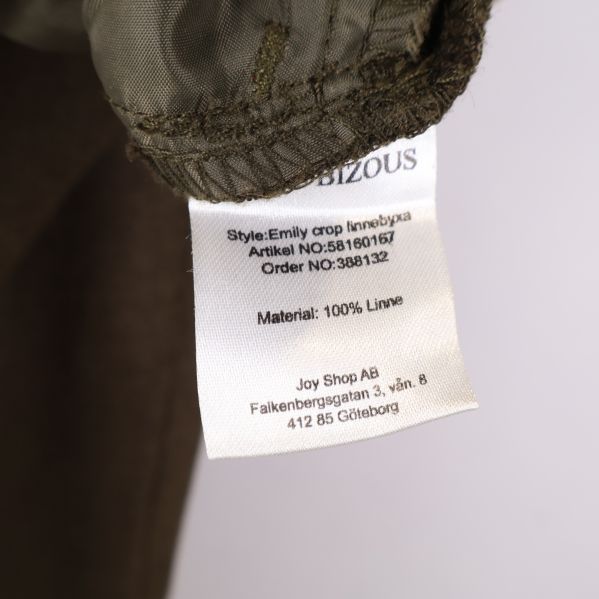 BIZOUS
Style:Emily crop linnebyxa
Artikel NO:58160167
Order NO:388132
Material: 100% Linne
Joy Shop AB
Falkenbergsgatan 3, vån. 8
412 85 Göteborg